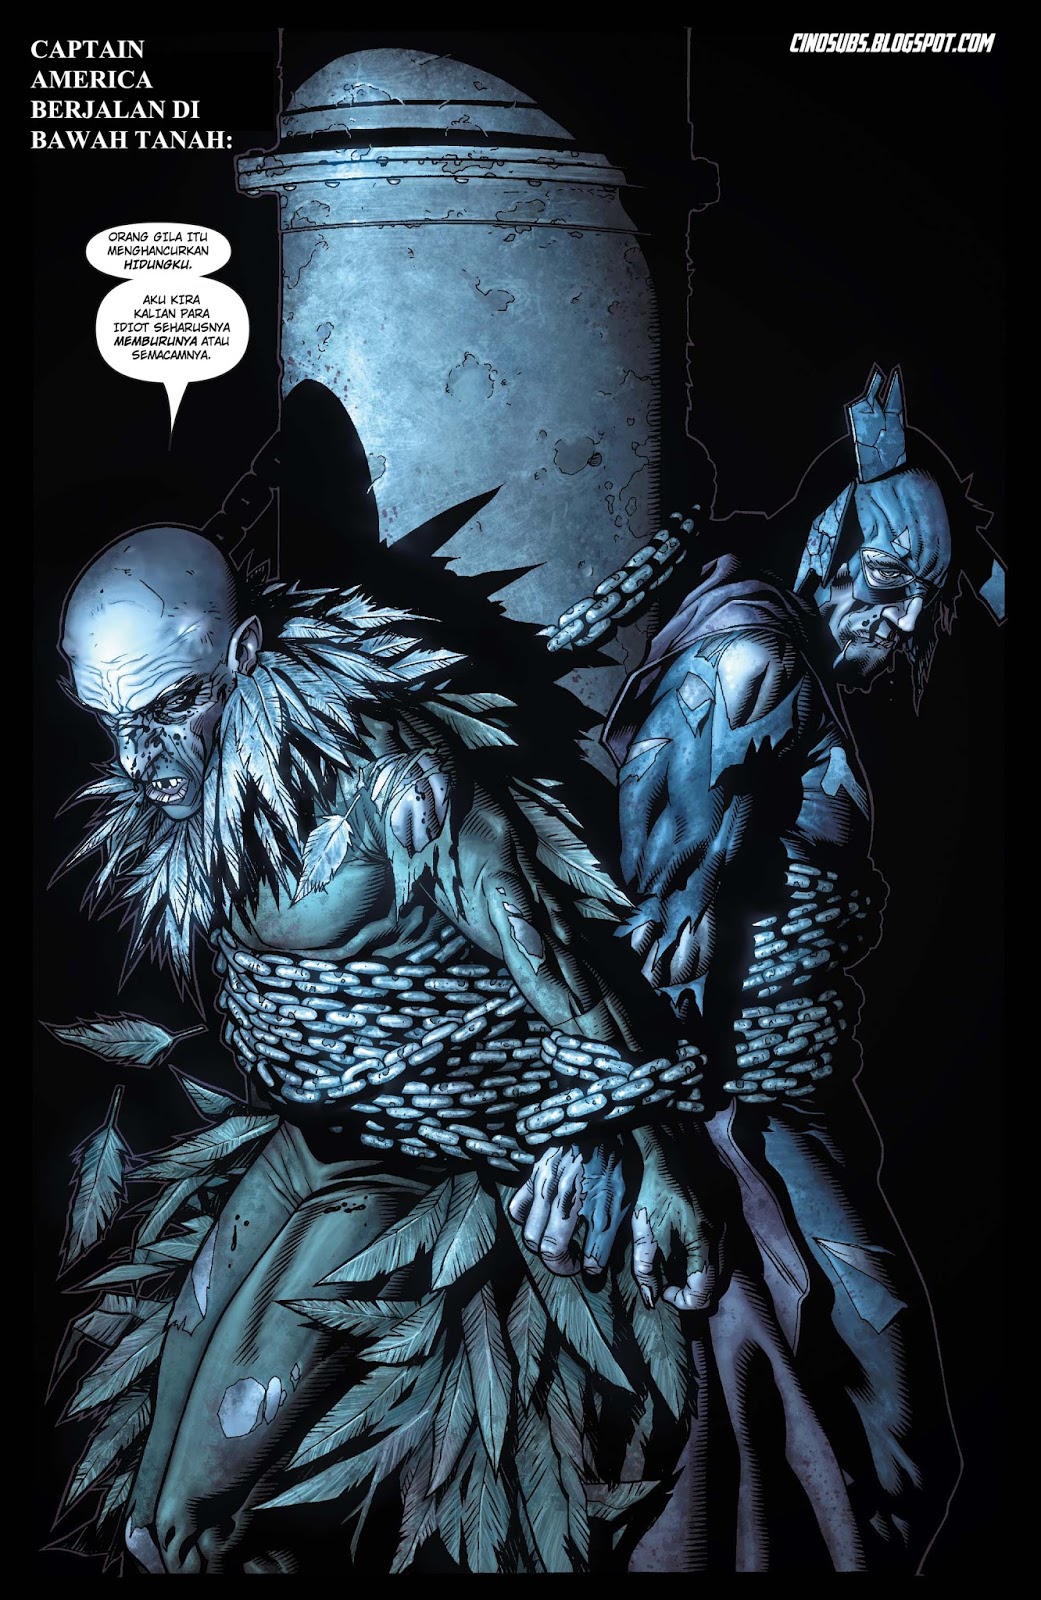 CAPTAIN
AMERICA
BERJALAN DI
BAWAH TANAH:
CINOSUBS.BLOGSPOT.COM
ORANG GILA ITU
MENGHANCURKAN
HIDUNGKU.
AKU KIRA
KALIAN PARA
IDIOT SEHARUSNYA
MEMBURUNYA ATAU
SEMACAMNYA.